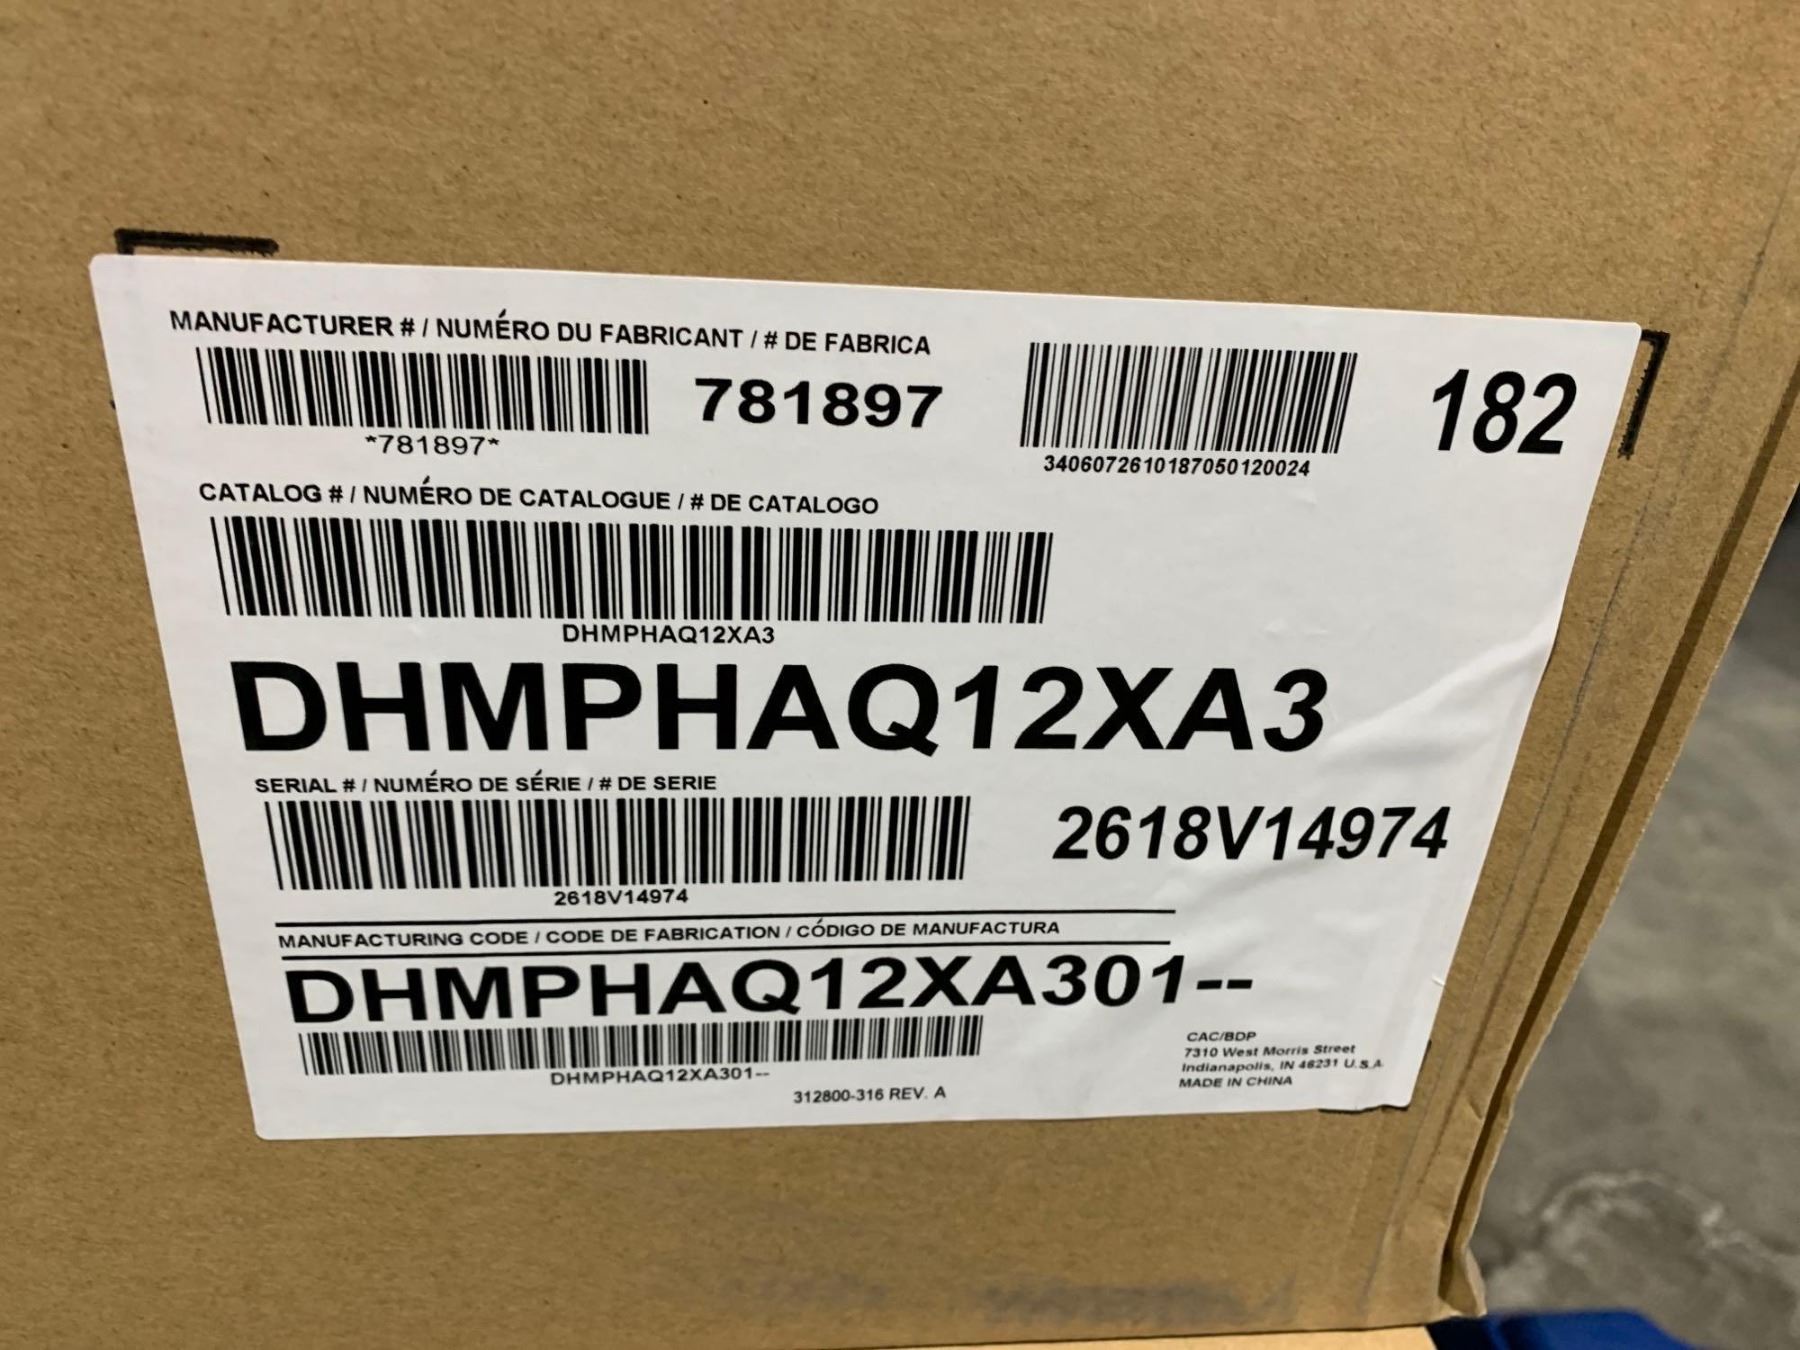 MANUFACTURER # / NUMÉRO DU FABRICANT / # DE FABRICA
781897
*781897*
3406072610187050120024
182
CATALOG # / NUMÉRO DE CATALOGUE / # DE CATALOGO
DHMPHAQ12XA3
DHMPHAQ12XA3
SERIAL # / NUMÉRO DE SÉRIE / # DE SERIE
2618V14974
2618V14974
MANUFACTURING CODE / CODE DE FABRICATION / CÓDIGO DE MANUFACTURA
DHMPHAQ12XA301--
DHMPHAQ12XA301--
312800-316 REV. A
CAC/BDP
7310 West Morris Street
Indianapolis, IN 46231 U.S.A.
MADE IN CHINA